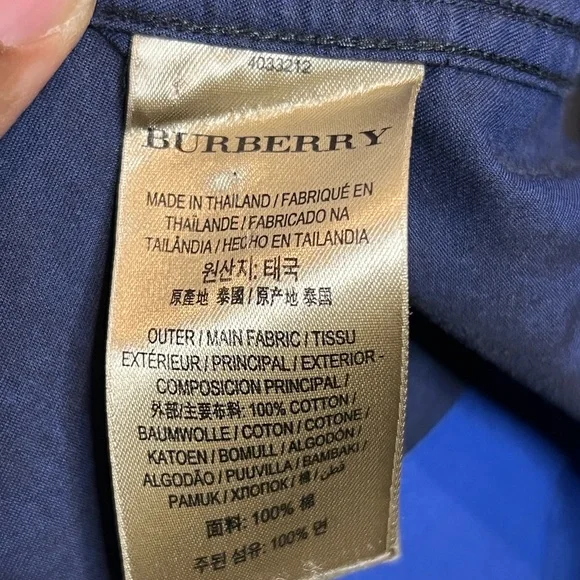 4033212
BURBERRY
MADE IN THAILAND / FABRIQUÉ EN
THAÏLANDE / FABRICADO NA
TAILÂNDIA / HECHO EN TAILANDIA
원산지: 태국
原產地 泰國 / 原产地 泰国
OUTER / MAIN FABRIC / TISSU
EXTÉRIEUR / PRINCIPAL / EXTERIOR -
COMPOSICION PRINCIPAL /
外部/主要布料: 100% COTTON /
BAUMWOLLE / COTON / COTONE /
KATOEN / BOMULL / ALGODÓN /
ALGODÃO / PUUVILLA / BAMBAKI /
PAMUK / ХЛОПОК / 棉 / قطن /
面料: 100% 棉
주된 섬유: 100% 면